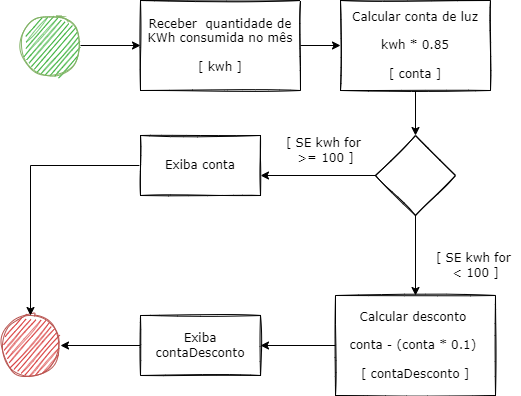 Receber quantidade de
KWh consumida no mês
[ kwh ]
Calcular conta de luz
kwh * 0.85
[ conta ]
[ SE kwh for
>= 100 ]
Exiba conta
[ SE kwh for
< 100 ]
Calcular desconto
conta - (conta * 0.1)
[ contaDesconto ]
Exiba
contaDesconto